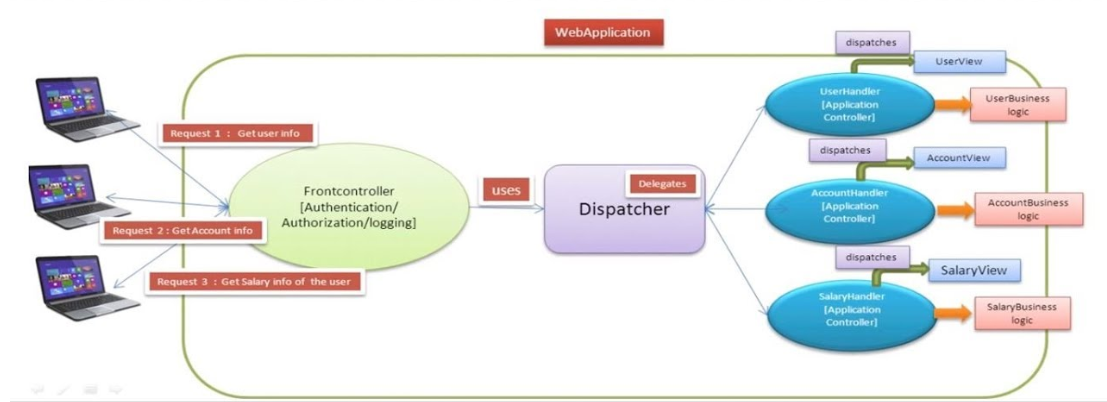 WebApplication
Request 1 : Get user info
Request 2 : Get Account info
Request 3 : Get Salary info of the user
Frontcontroller
[Authentication/
Authorization/logging]
uses
Dispatcher
Delegates
dispatches
UserView
UserHandler
[Application
Controller]
UserBusiness
logic
dispatches
AccountView
AccountHandler
[Application
Controller]
AccountBusiness
logic
dispatches
SalaryView
SalaryHandler
[Application
Controller]
SalaryBusiness
logic